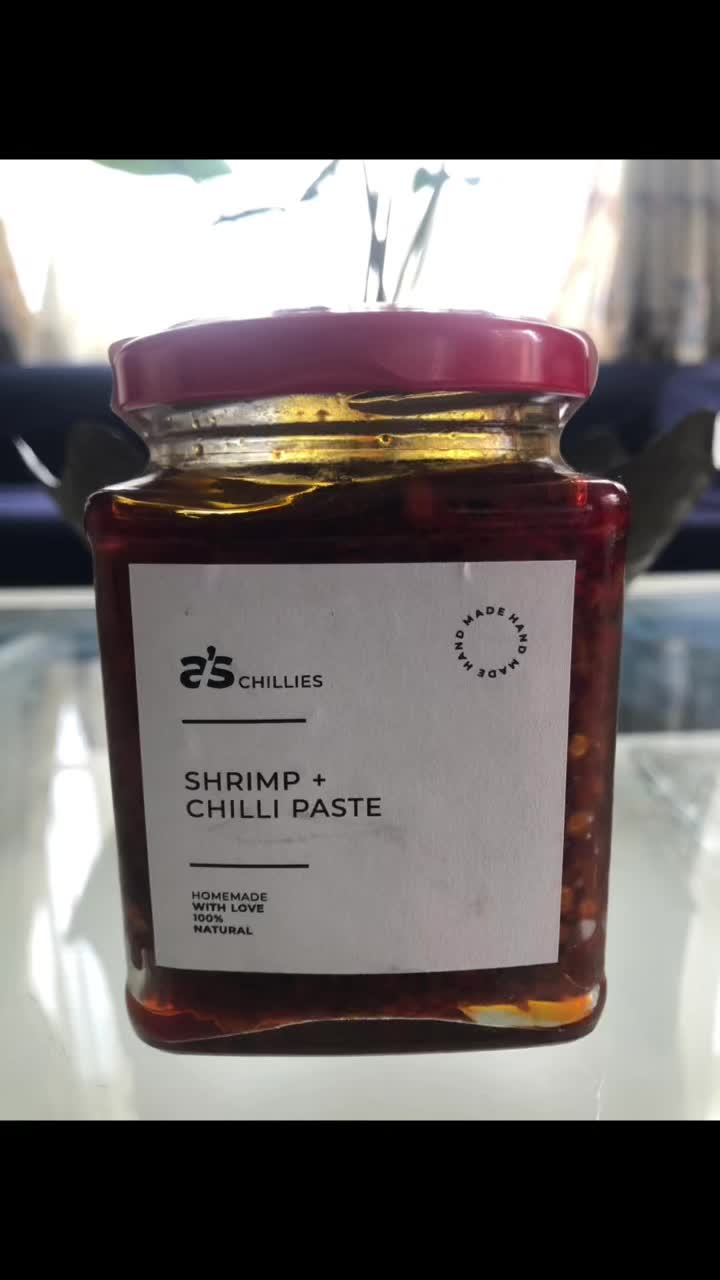 a's CHILLIES
HAND MADE HAND MADE
SHRIMP +
CHILLI PASTE
HOMEMADE
WITH LOVE
100%
NATURAL